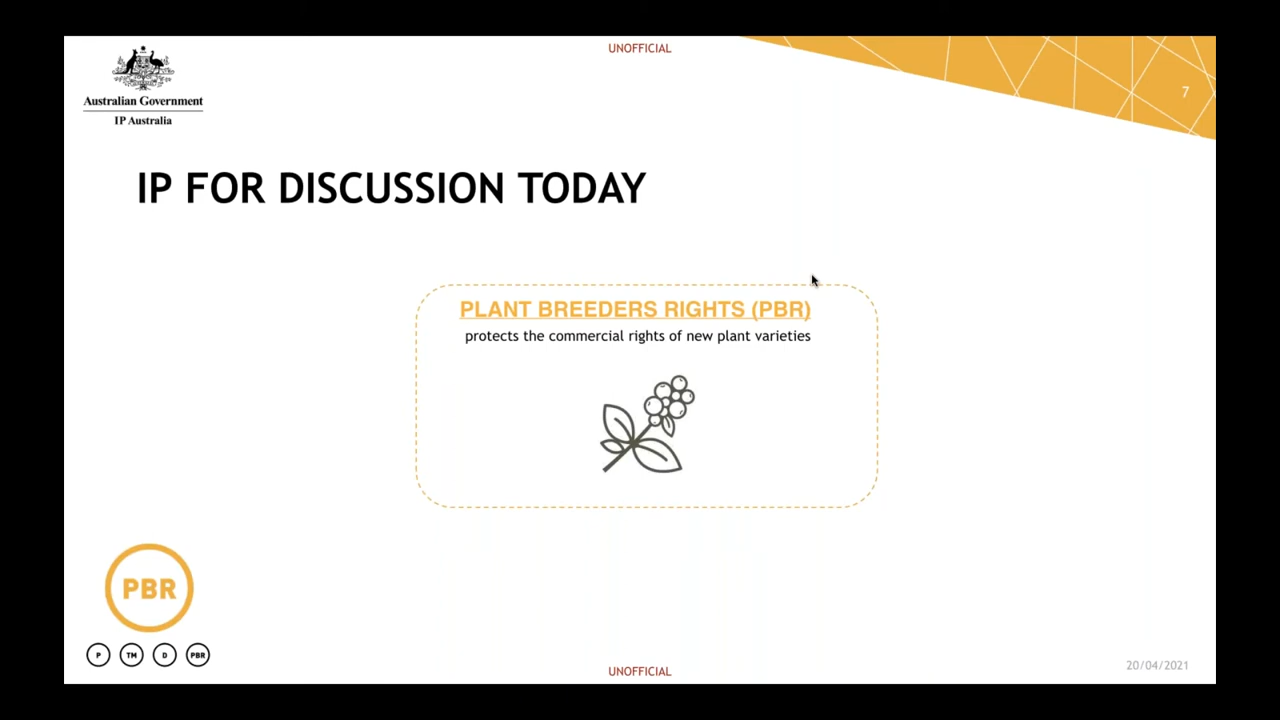 UNOFFICIAL
7
Australian Government
IP Australia
IP FOR DISCUSSION TODAY
PLANT BREEDERS RIGHTS (PBR)
protects the commercial rights of new plant varieties
PBR
P TM D PBR
20/04/2021
UNOFFICIAL